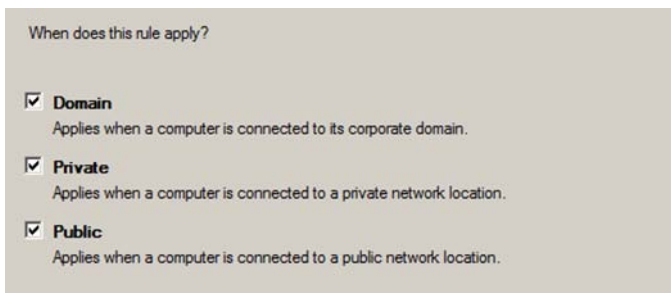 When does this rule apply?
Domain
Applies when a computer is connected to its corporate domain.
Private
Applies when a computer is connected to a private network location.
Public
Applies when a computer is connected to a public network location.